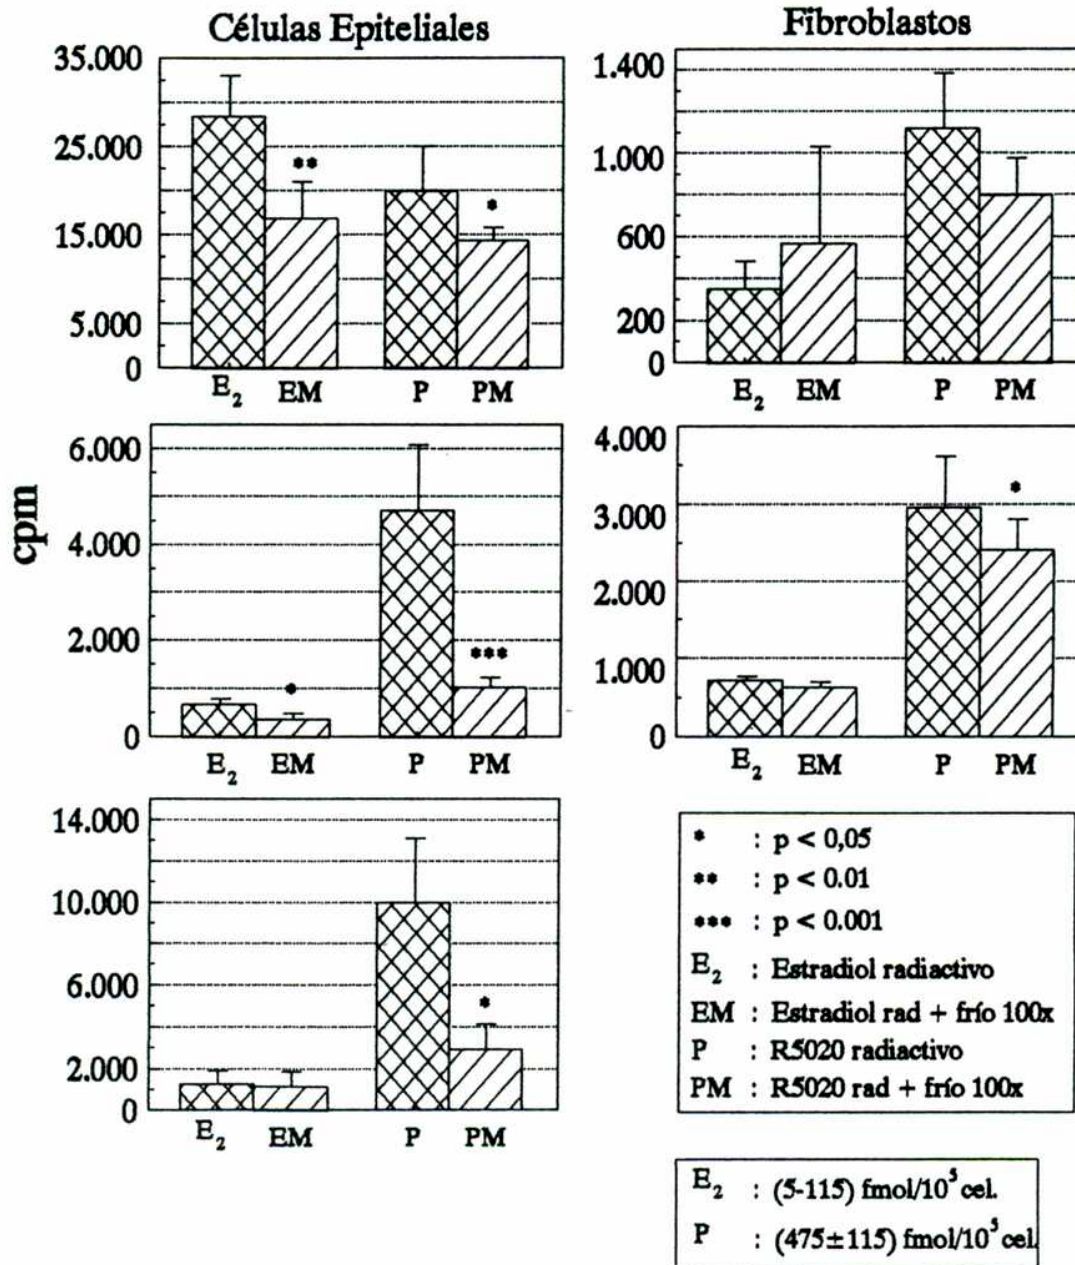 Células Epiteliales
Fibroblastos
cpm
35.000
25.000
15.000
5.000
0
E₂ EM P PM
1.400
1.000
600
200
0
E₂ EM P PM
6.000
4.000
2.000
0
E₂ EM P PM
4.000
3.000
2.000
1.000
0
E₂ EM P PM
14.000
10.000
6.000
2.000
0
E₂ EM P PM
**
*
*
***
*
*
* : p < 0,05
** : p < 0.01
*** : p < 0.001
E₂ : Estradiol radiactivo
EM : Estradiol rad + frío 100x
P : R5020 radiactivo
PM : R5020 rad + frío 100x
E₂ : (5-115) fmol/10⁵ cel.
P : (475±115) fmol/10⁵ cel.